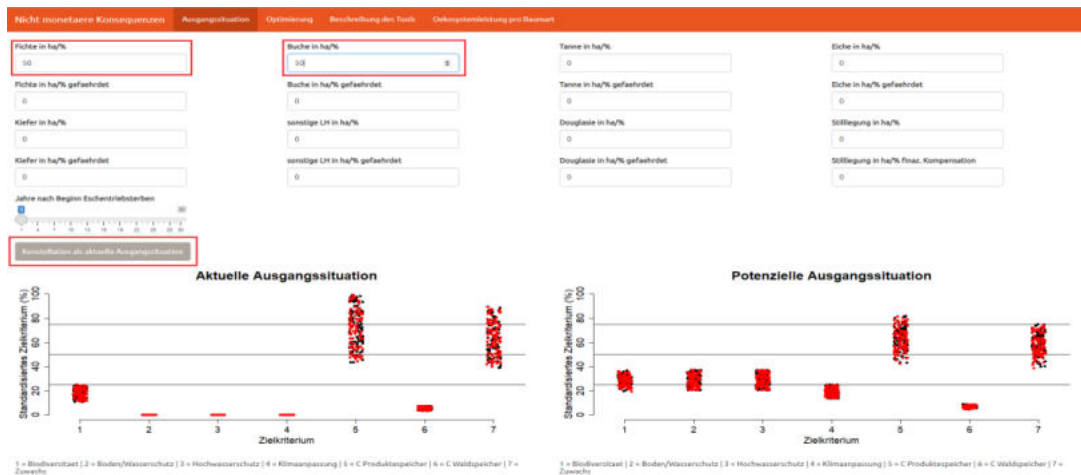 Nicht monetaere Konsequenzen Ausgangssituation Optimierung Beschreibung des Tools Oekosystemleistung pro Baumart
Fichte in ha/% Buche in ha/% Tanne in ha/% Eiche in ha/%
50 50 0 0
Fichte in ha/% gefaehrdet Buche in ha/% gefaehrdet Tanne in ha/% gefaehrdet Eiche in ha/% gefaehrdet
0 0 0 0
Kiefer in ha/% sonstige LH in ha/% Douglasie in ha/% Stilllegung in ha/%
0 0 0 0
Kiefer in ha/% gefaehrdet sonstige LH in ha/% gefaehrdet Douglasie in ha/% gefaehrdet Stilllegung in ha/% finaz. Kompensation
0 0 0 0
Jahre nach Beginn Eschentriebsterben
Konstellation als aktuelle Ausgangssituation
Aktuelle Ausgangssituation Potenzielle Ausgangssituation
Standardisiertes Zielkriterium (%) Standardisiertes Zielkriterium (%)
100 100
80 80
60 60
40 40
20 20
0 0
1 2 3 4 5 6 7 1 2 3 4 5 6 7
Zielkriterium Zielkriterium
1 = Biodiversitaet | 2 = Boden/Wasserschutz | 3 = Hochwasserschutz | 4 = Klimaanpassung | 5 = C Produktespeicher | 6 = C Waldspeicher | 7 = 1 = Biodiversitaet | 2 = Boden/Wasserschutz | 3 = Hochwasserschutz | 4 = Klimaanpassung | 5 = C Produktespeicher | 6 = C Waldspeicher | 7 =
Zuwachs Zuwachs